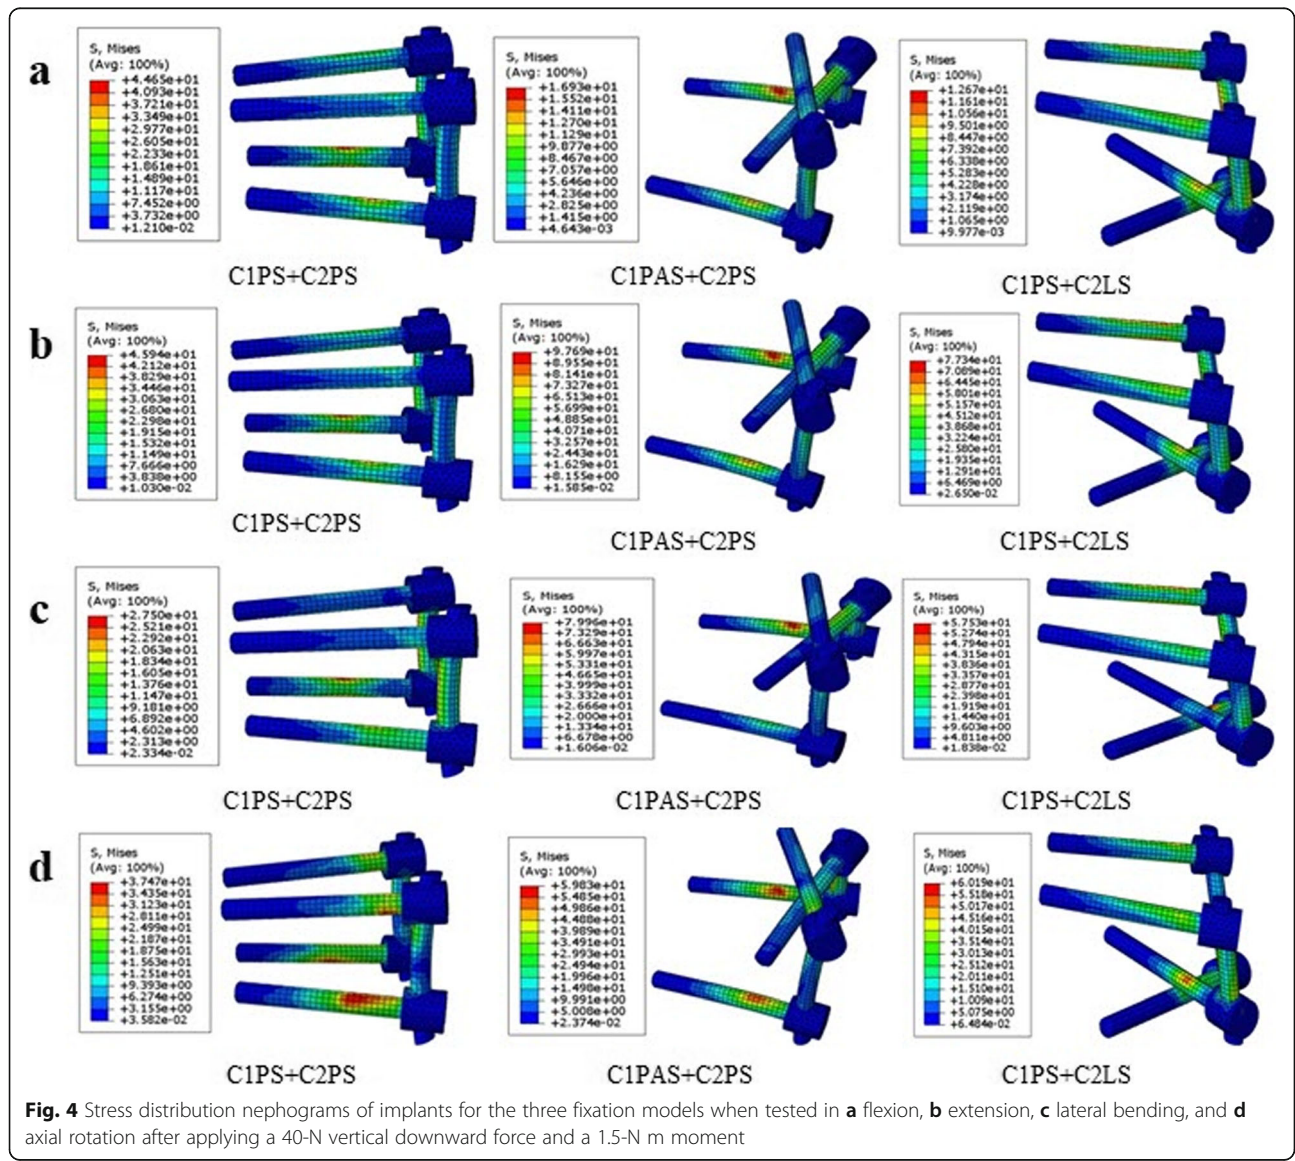 a
S, Mises
(Avg: 100%)
+4.465e+01
+4.093e+01
+3.721e+01
+3.349e+01
+2.977e+01
+2.605e+01
+2.233e+01
+1.861e+01
+1.489e+01
+1.117e+01
+7.452e+00
+3.732e+00
+1.210e-02
C1PS+C2PS
S, Mises
(Avg: 100%)
+1.693e+01
+1.552e+01
+1.411e+01
+1.270e+01
+1.129e+01
+9.877e+00
+8.467e+00
+7.057e+00
+5.646e+00
+4.236e+00
+2.825e+00
+1.415e+00
+4.643e-03
C1PAS+C2PS
S, Mises
(Avg: 100%)
+1.267e+01
+1.161e+01
+1.056e+01
+9.501e+00
+8.447e+00
+7.392e+00
+6.338e+00
+5.283e+00
+4.228e+00
+3.174e+00
+2.119e+00
+1.065e+00
+9.977e-03
C1PS+C2LS
b
S, Mises
(Avg: 100%)
+4.594e+01
+4.212e+01
+3.829e+01
+3.446e+01
+3.063e+01
+2.680e+01
+2.298e+01
+1.915e+01
+1.532e+01
+1.149e+01
+7.666e+00
+3.838e+00
+1.030e-02
C1PS+C2PS
S, Mises
(Avg: 100%)
+9.769e+01
+8.955e+01
+8.141e+01
+7.327e+01
+6.513e+01
+5.699e+01
+4.885e+01
+4.071e+01
+3.257e+01
+2.443e+01
+1.629e+01
+8.155e+00
+1.585e-02
C1PAS+C2PS
S, Mises
(Avg: 100%)
+7.734e+01
+7.089e+01
+6.445e+01
+5.801e+01
+5.157e+01
+4.512e+01
+3.868e+01
+3.224e+01
+2.580e+01
+1.935e+01
+1.291e+01
+6.469e+00
+2.650e-02
C1PS+C2LS
c
S, Mises
(Avg: 100%)
+2.750e+01
+2.521e+01
+2.292e+01
+2.063e+01
+1.834e+01
+1.605e+01
+1.376e+01
+1.147e+01
+9.181e+00
+6.892e+00
+4.602e+00
+2.313e+00
+2.334e-02
C1PS+C2PS
S, Mises
(Avg: 100%)
+7.996e+01
+7.329e+01
+6.663e+01
+5.997e+01
+5.331e+01
+4.665e+01
+3.999e+01
+3.332e+01
+2.666e+01
+2.000e+01
+1.334e+01
+6.678e+00
+1.606e-02
C1PAS+C2PS
S, Mises
(Avg: 100%)
+5.753e+01
+5.274e+01
+4.794e+01
+4.315e+01
+3.836e+01
+3.357e+01
+2.877e+01
+2.398e+01
+1.919e+01
+1.440e+01
+9.603e+00
+4.811e+00
+1.838e-02
C1PS+C2LS
d
S, Mises
(Avg: 100%)
+3.747e+01
+3.435e+01
+3.123e+01
+2.811e+01
+2.499e+01
+2.187e+01
+1.875e+01
+1.563e+01
+1.251e+01
+9.393e+00
+6.274e+00
+3.155e+00
+3.582e-02
C1PS+C2PS
S, Mises
(Avg: 100%)
+5.983e+01
+5.485e+01
+4.986e+01
+4.488e+01
+3.989e+01
+3.491e+01
+2.993e+01
+2.494e+01
+1.996e+01
+1.498e+01
+9.991e+00
+5.008e+00
+2.374e-02
C1PAS+C2PS
S, Mises
(Avg: 100%)
+6.019e+01
+5.518e+01
+5.017e+01
+4.516e+01
+4.015e+01
+3.514e+01
+3.013e+01
+2.512e+01
+2.011e+01
+1.510e+01
+1.009e+01
+5.075e+00
+6.484e-02
C1PS+C2LS
Fig. 4 Stress distribution nephograms of implants for the three fixation models when tested in a flexion, b extension, c lateral bending, and d
axial rotation after applying a 40-N vertical downward force and a 1.5-N m moment